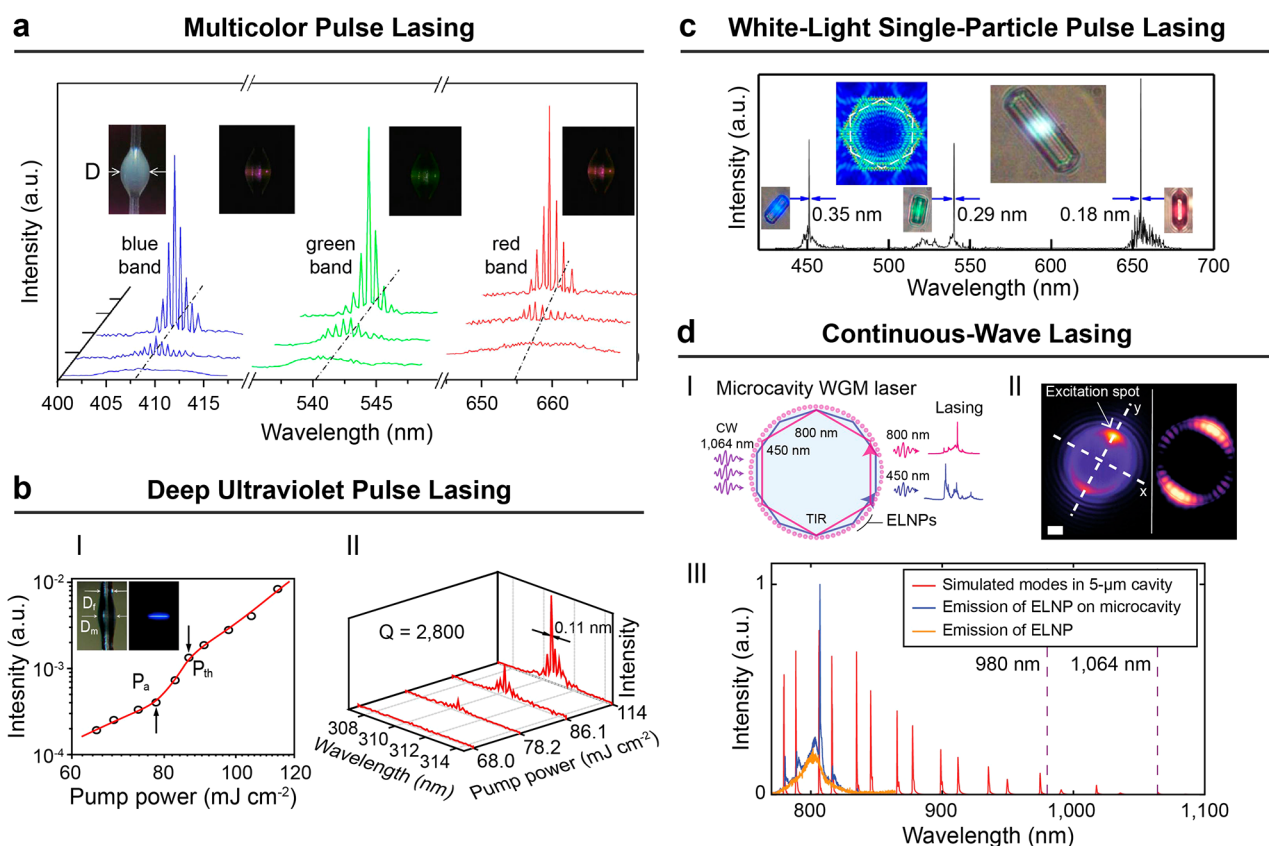 a Multicolor Pulse Lasing
Intensity (a.u.)
D
blue
band
green
band
red
band
400 405 410 415 540 545 650 660
Wavelength (nm)
b Deep Ultraviolet Pulse Lasing
I
Intesnity (a.u.)
10-2
10-3
10-4
Df
Dm
Pa
Pth
60 80 100 120
Pump power (mJ cm-2)
II
Q = 2,800
0.11 nm
Intensity
308 310 312 314
Wavelength (nm)
68.0 78.2 86.1 114
Pump power (mJ cm-2)
c White-Light Single-Particle Pulse Lasing
Intensity (a.u.)
0.35 nm
0.29 nm
0.18 nm
450 500 550 600 650 700
Wavelength (nm)
d Continuous-Wave Lasing
I
Microcavity WGM laser
CW
1,064 nm
800 nm
450 nm
TIR
Lasing
800 nm
450 nm
ELNPs
II
Excitation spot
y
x
III
Intensity (a.u.)
1
0
Simulated modes in 5-μm cavity
Emission of ELNP on microcavity
Emission of ELNP
980 nm
1,064 nm
800 900 1,000 1,100
Wavelength (nm)